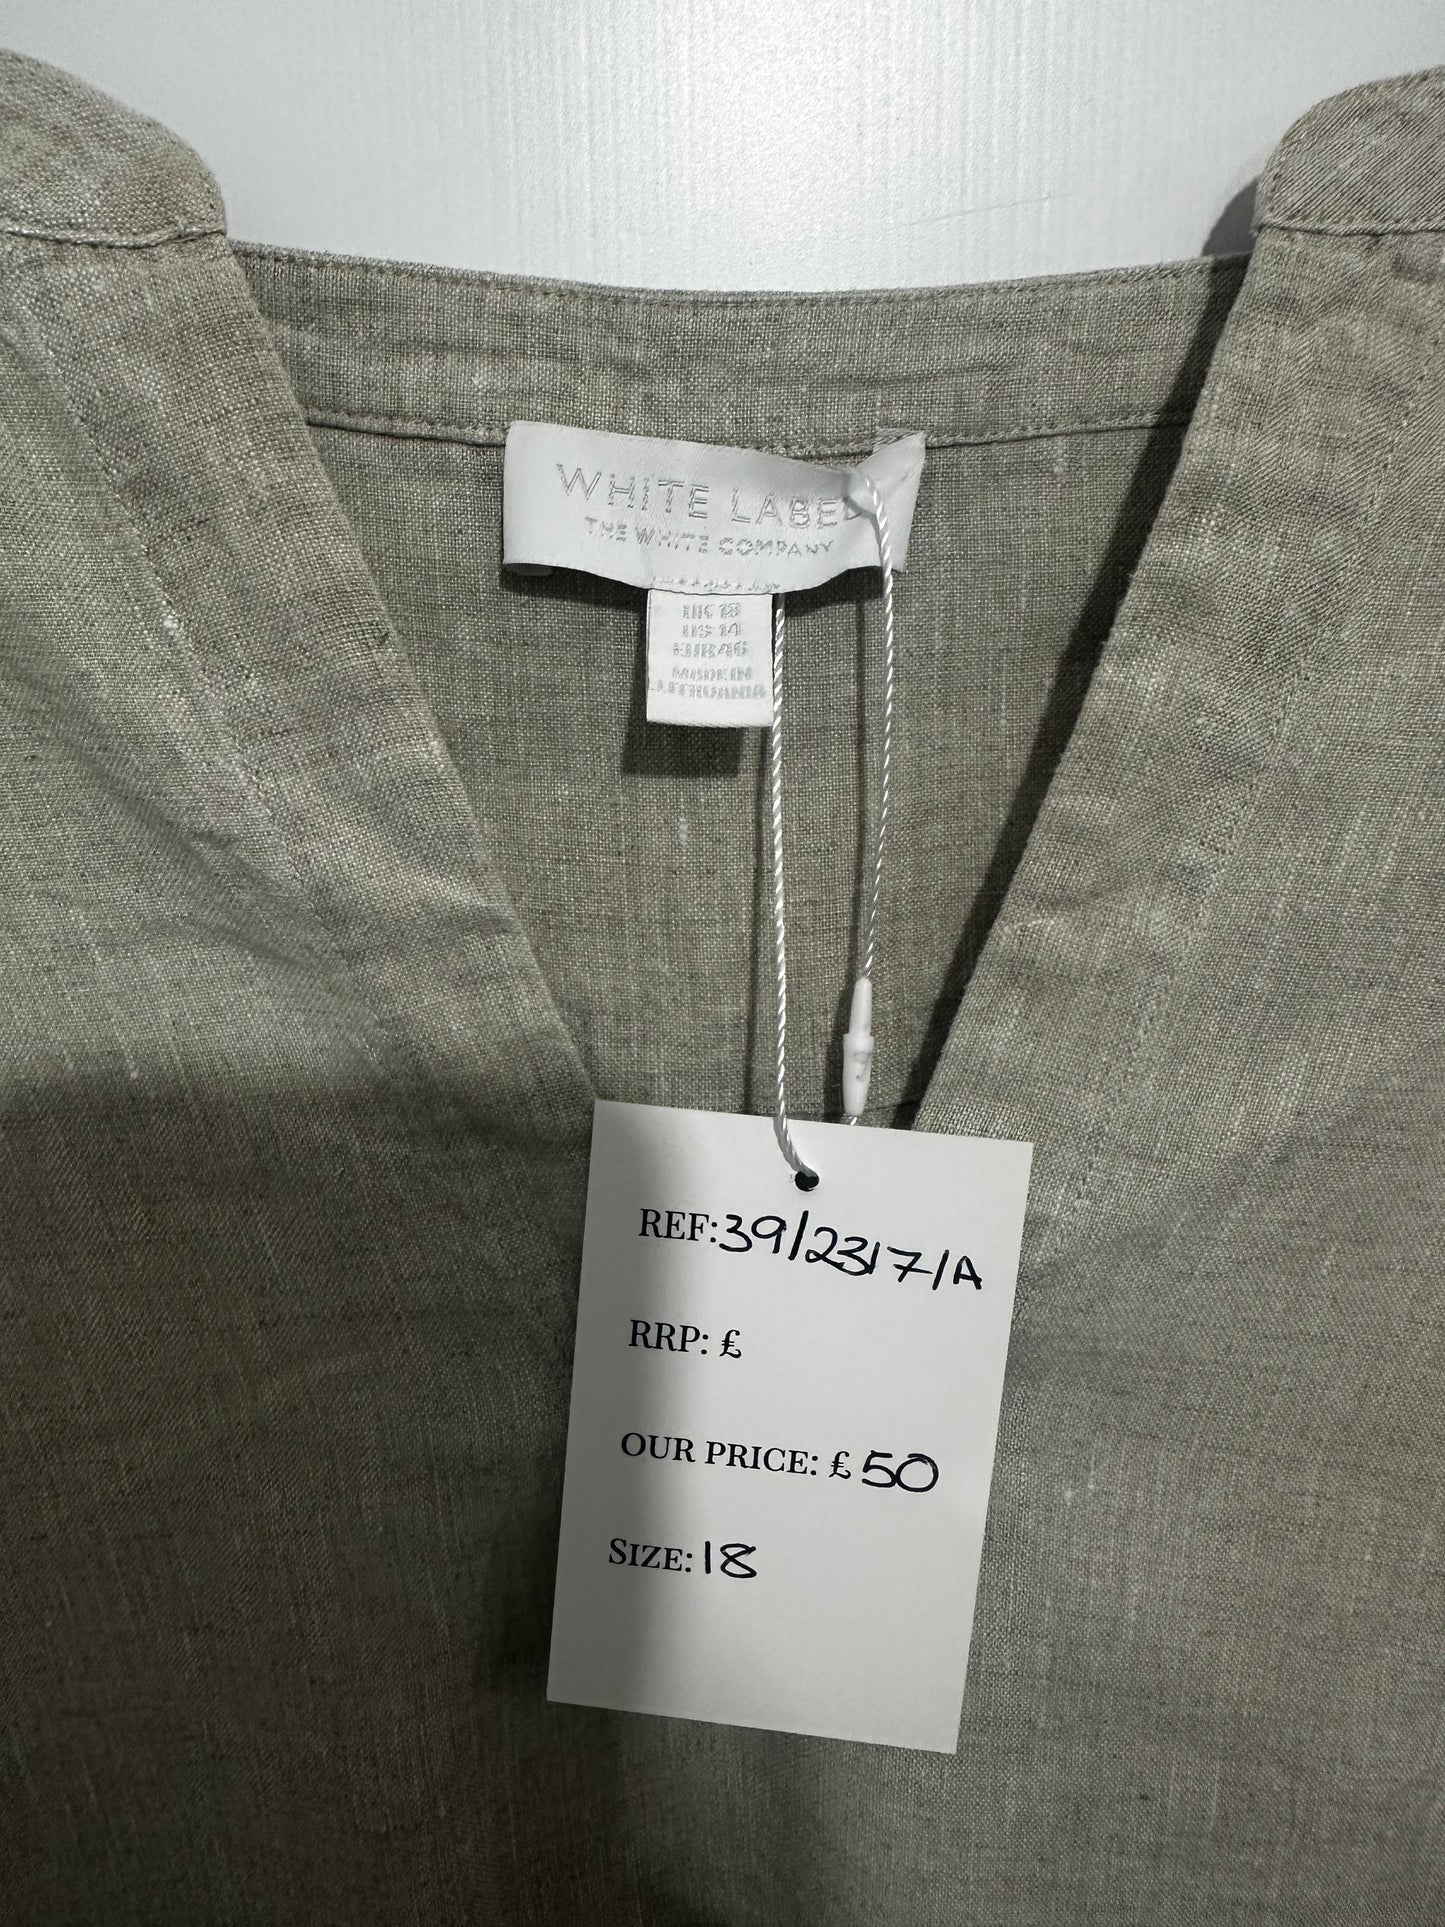 WHITE LABEL
THE WHITE COMPANY
UK 18
US 14
EUR 46
MADE IN
LITHUANIA
REF: 39/2317/A
RRP: £
OUR PRICE: £ 50
SIZE: 18